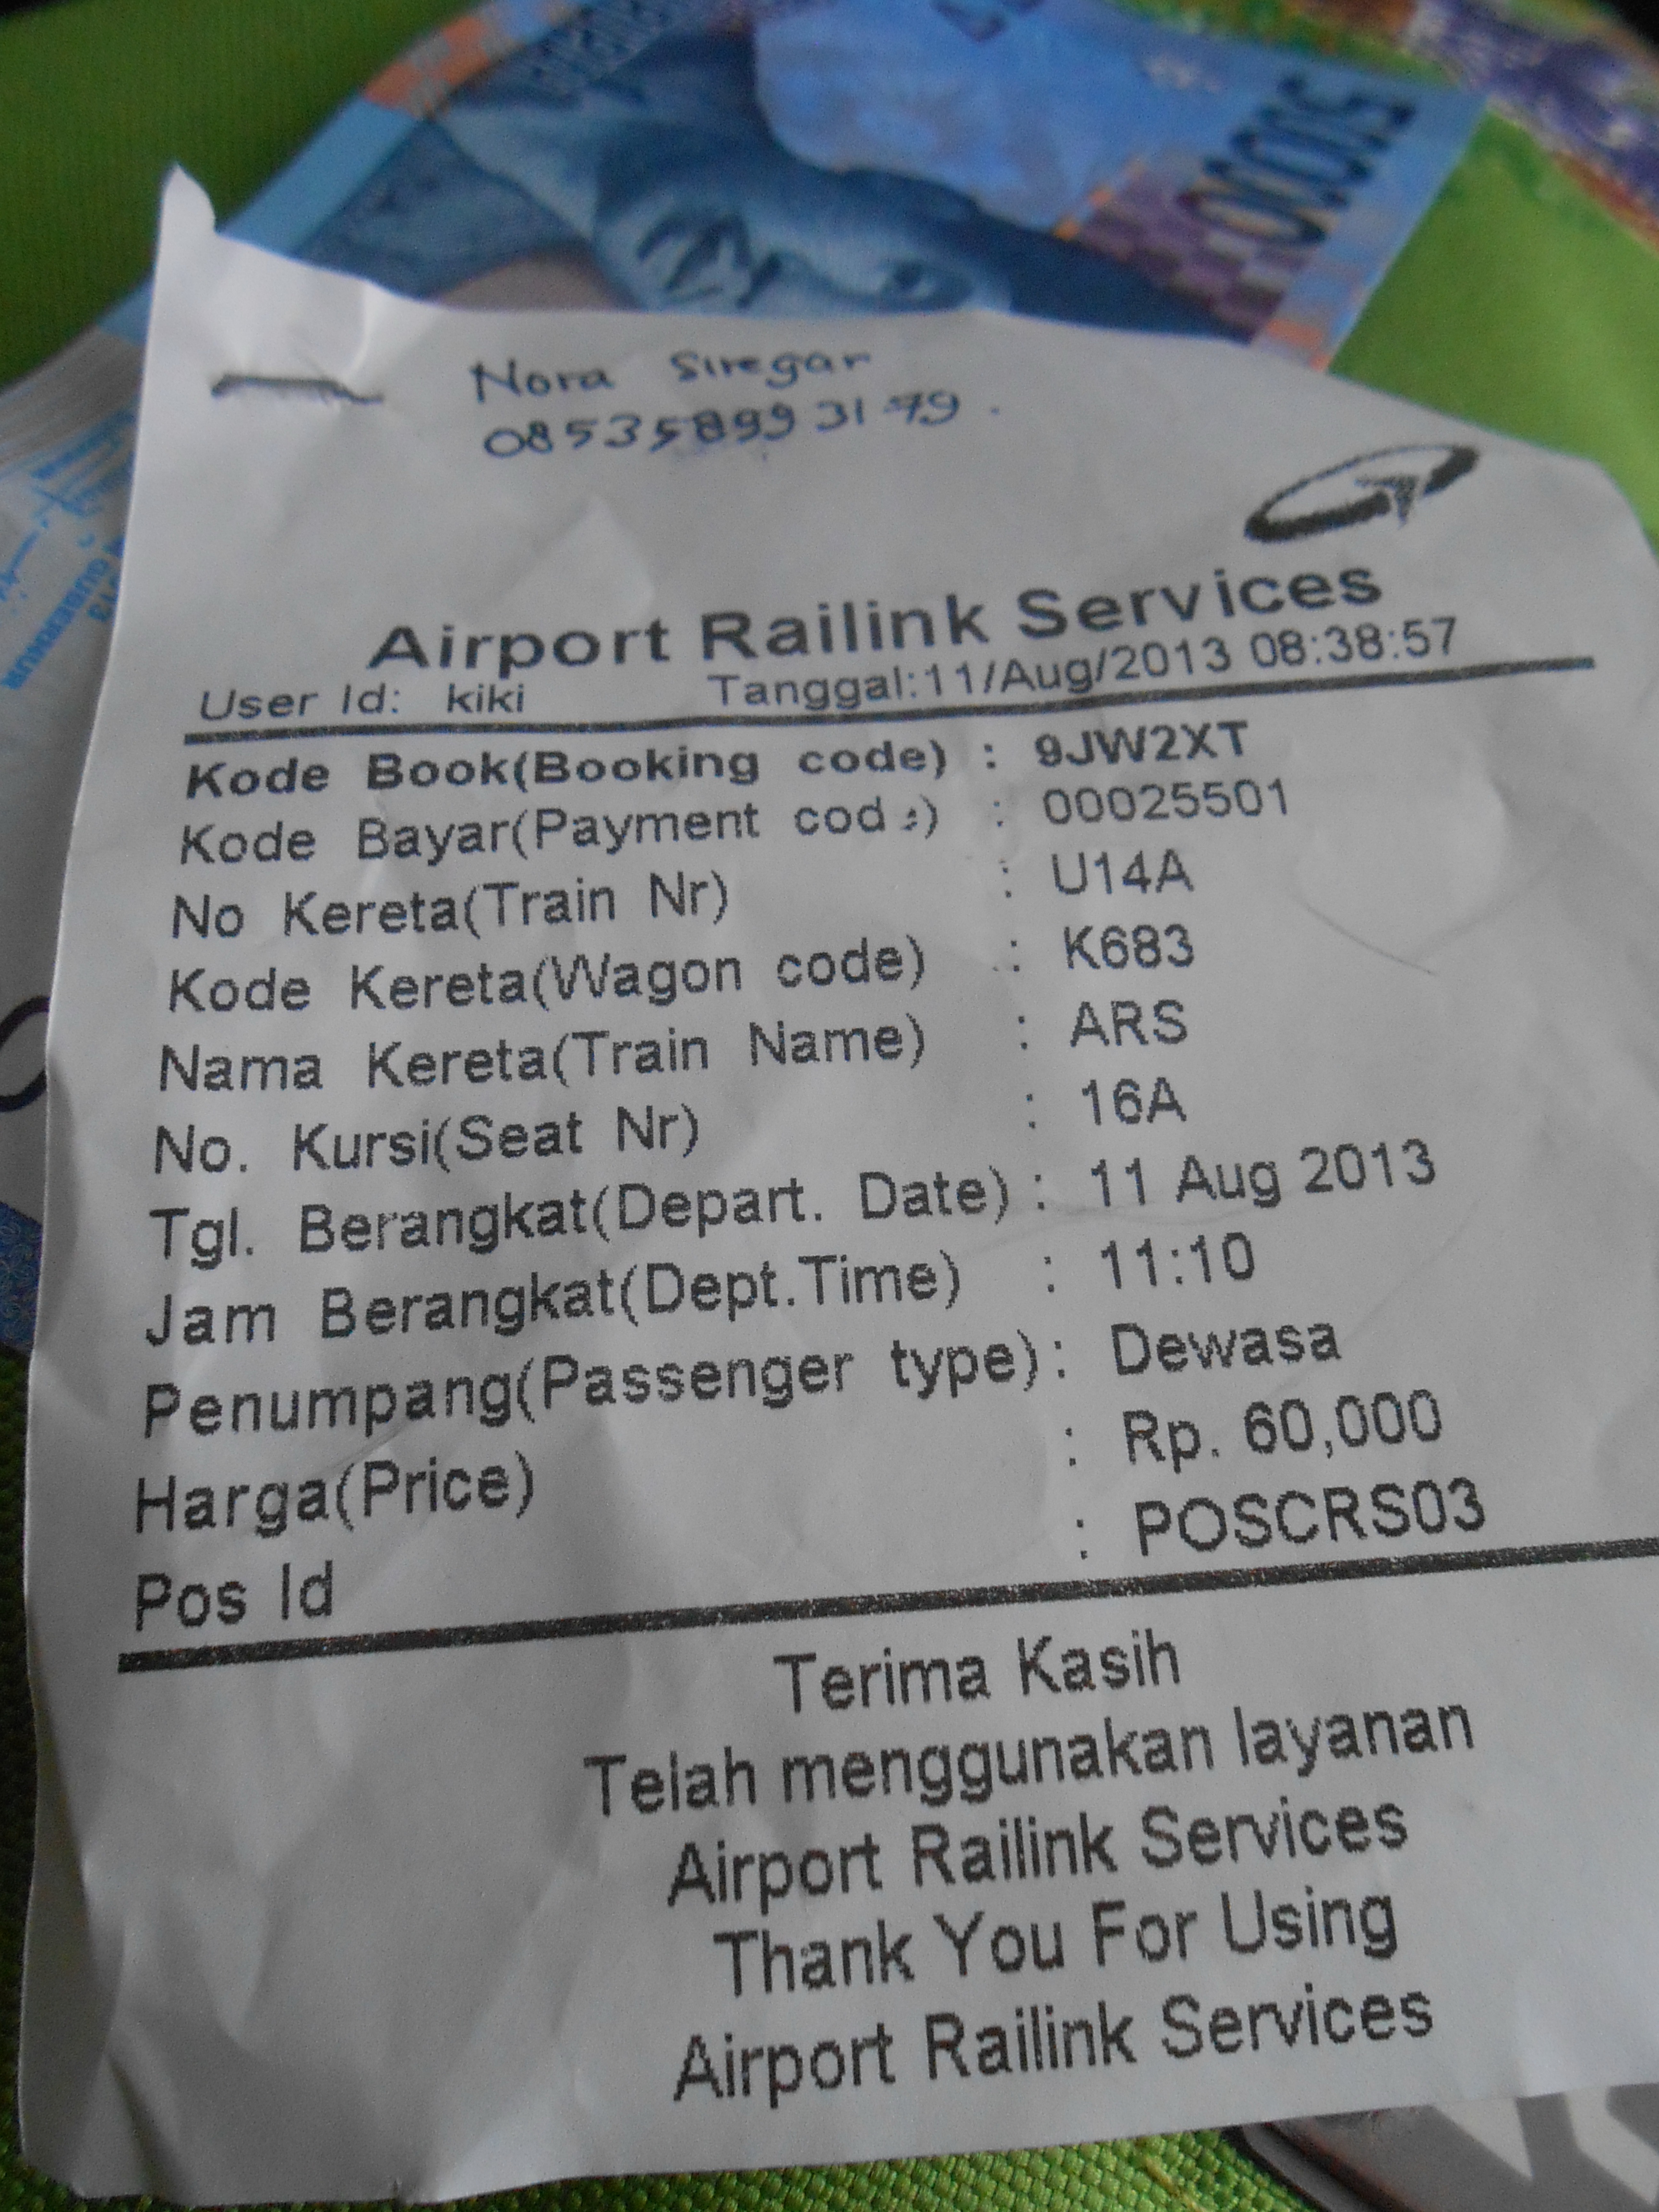 50000
GUBERNUR
Nora Siregar
Airport Railink Services
User Id: kiki Tanggal:11/Aug/2013 08:38:57
Kode Book(Booking code) : 9JW2XT
Kode Bayar(Payment code) : 00025501
No Kereta(Train Nr) : U14A
Kode Kereta(Wagon code) : K683
Nama Kereta(Train Name) : ARS
No. Kursi(Seat Nr) : 16A
Tgl. Berangkat(Depart. Date) : 11 Aug 2013
Jam Berangkat(Dept.Time) : 11:10
Penumpang(Passenger type) : Dewasa
Harga(Price) : Rp. 60,000
Pos Id : POSCRS03
Terima Kasih
Telah menggunakan layanan
Airport Railink Services
Thank You For Using
Airport Railink Services